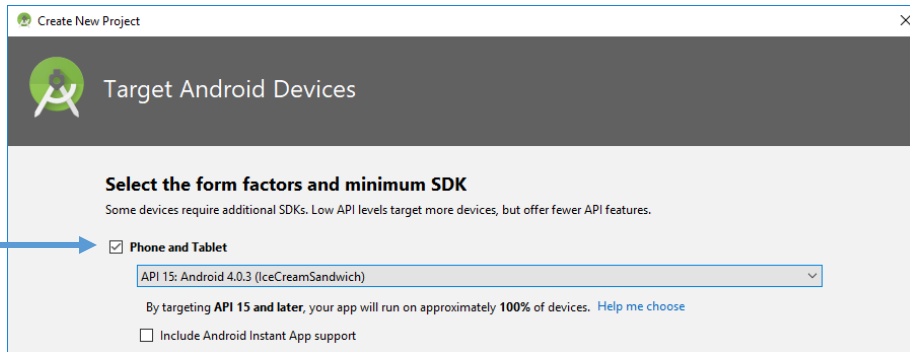 Create New Project
Target Android Devices
Select the form factors and minimum SDK
Some devices require additional SDKs. Low API levels target more devices, but offer fewer API features.
Phone and Tablet
API 15: Android 4.0.3 (IceCreamSandwich)
By targeting API 15 and later, your app will run on approximately 100% of devices. Help me choose
Include Android Instant App support